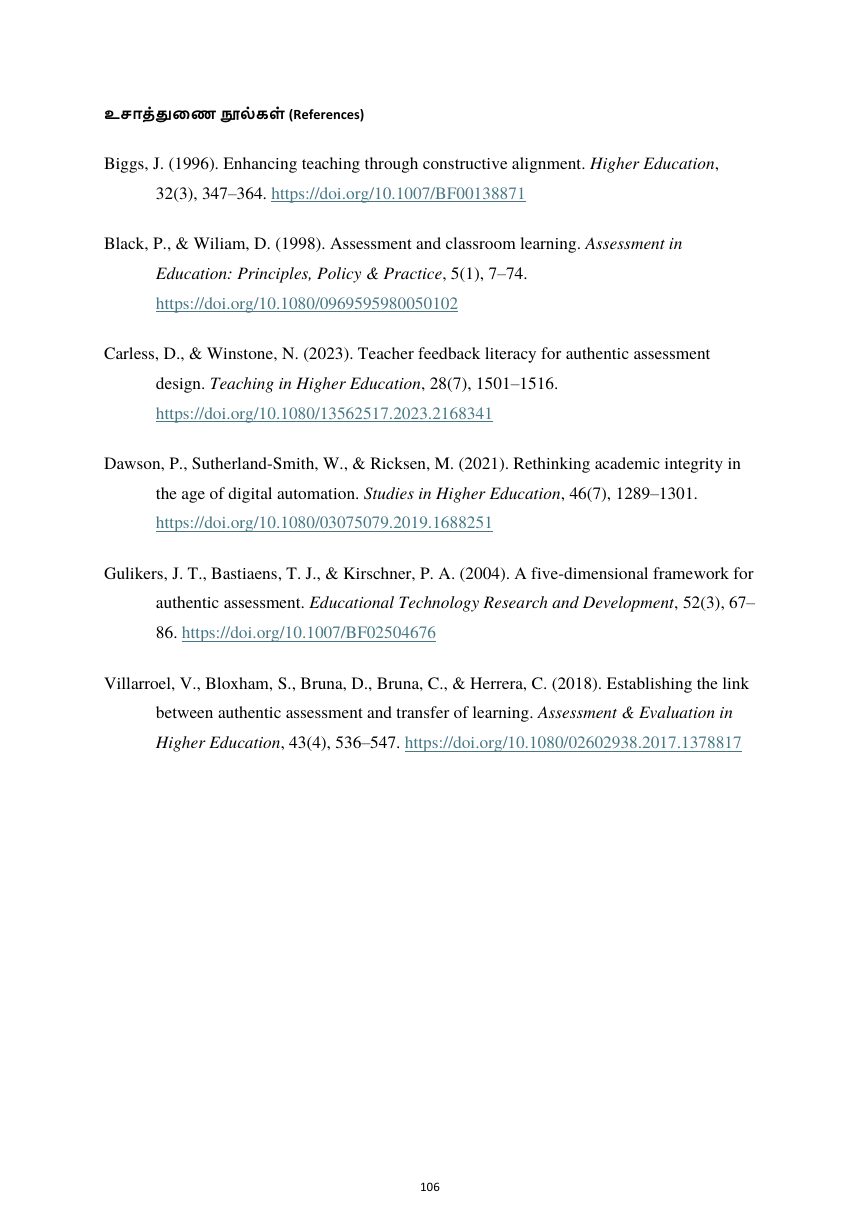 உசாத்துணை நூல்கள் (References)
Biggs, J. (1996). Enhancing teaching through constructive alignment. Higher Education,
32(3), 347–364. https://doi.org/10.1007/BF00138871
Black, P., & Wiliam, D. (1998). Assessment and classroom learning. Assessment in
Education: Principles, Policy & Practice, 5(1), 7–74.
https://doi.org/10.1080/0969595980050102
Carless, D., & Winstone, N. (2023). Teacher feedback literacy for authentic assessment
design. Teaching in Higher Education, 28(7), 1501–1516.
https://doi.org/10.1080/13562517.2023.2168341
Dawson, P., Sutherland-Smith, W., & Ricksen, M. (2021). Rethinking academic integrity in
the age of digital automation. Studies in Higher Education, 46(7), 1289–1301.
https://doi.org/10.1080/03075079.2019.1688251
Gulikers, J. T., Bastiaens, T. J., & Kirschner, P. A. (2004). A five-dimensional framework for
authentic assessment. Educational Technology Research and Development, 52(3), 67–
86. https://doi.org/10.1007/BF02504676
Villarroel, V., Bloxham, S., Bruna, D., Bruna, C., & Herrera, C. (2018). Establishing the link
between authentic assessment and transfer of learning. Assessment & Evaluation in
Higher Education, 43(4), 536–547. https://doi.org/10.1080/02602938.2017.1378817
106